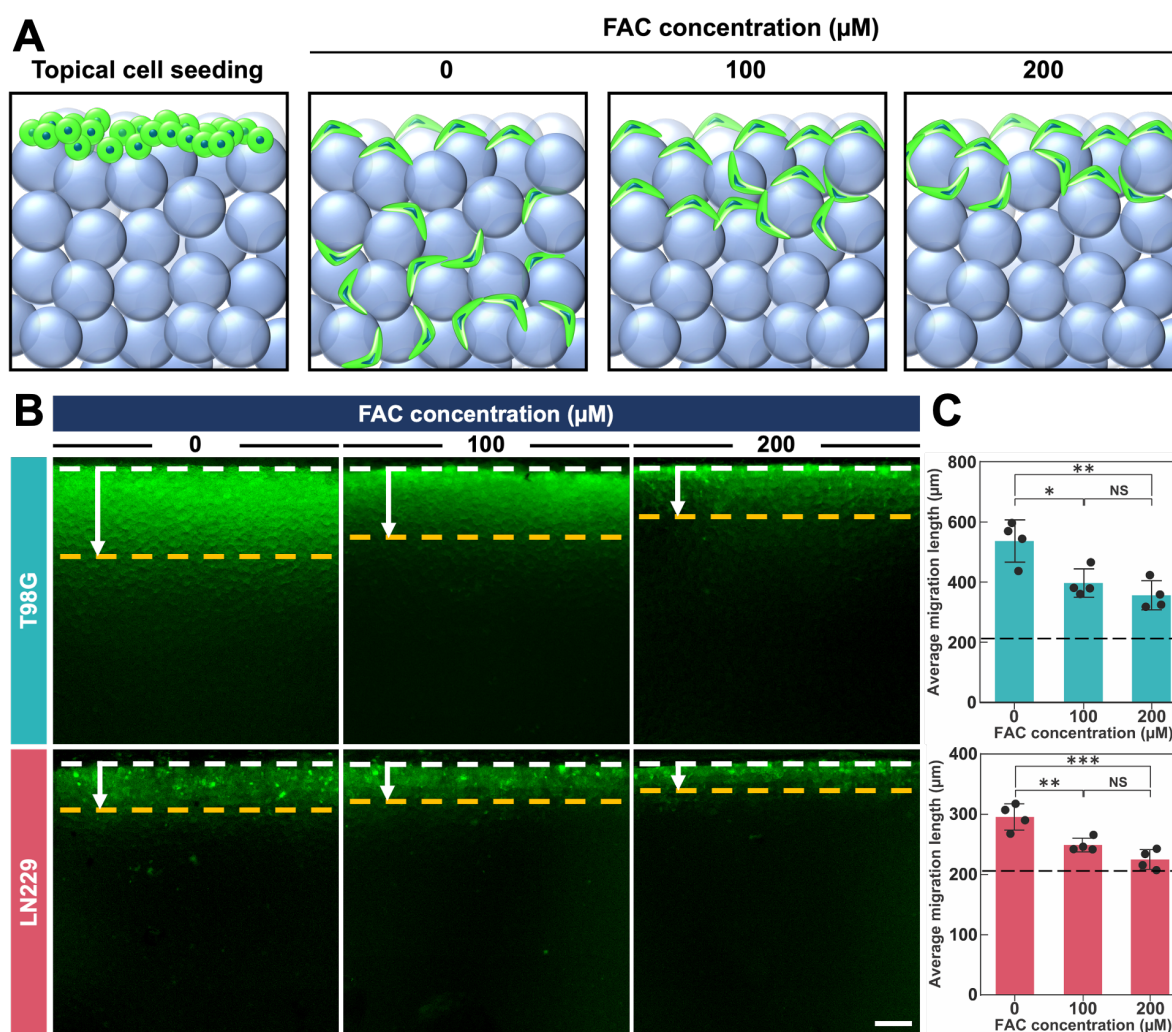 A
FAC concentration (µM)
Topical cell seeding
0
100
200
B
FAC concentration (µM)
0
100
200
T98G
LN229
C
800
600
400
200
0
Average migration length (µm)
**
*
NS
0
100
200
FAC concentration (µM)
400
300
200
100
0
Average migration length (µm)
***
**
NS
0
100
200
FAC concentration (µM)